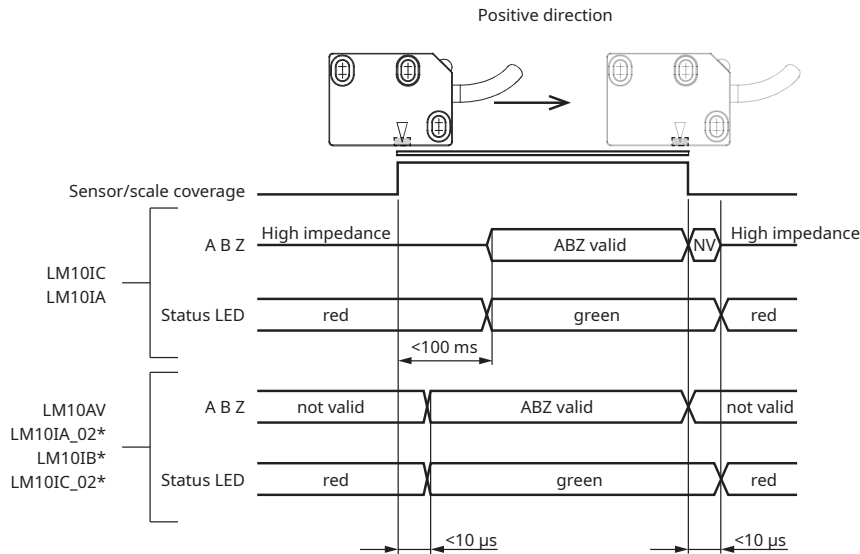 Positive direction
Sensor/scale coverage
LM10IC
LM10IA
A B Z
High impedance
ABZ valid
NV
High impedance
Status LED
red
green
red
<100 ms
LM10AV
LM10IA_02*
LM10IB*
LM10IC_02*
A B Z
not valid
ABZ valid
not valid
Status LED
red
green
red
<10 µs
<10 µs